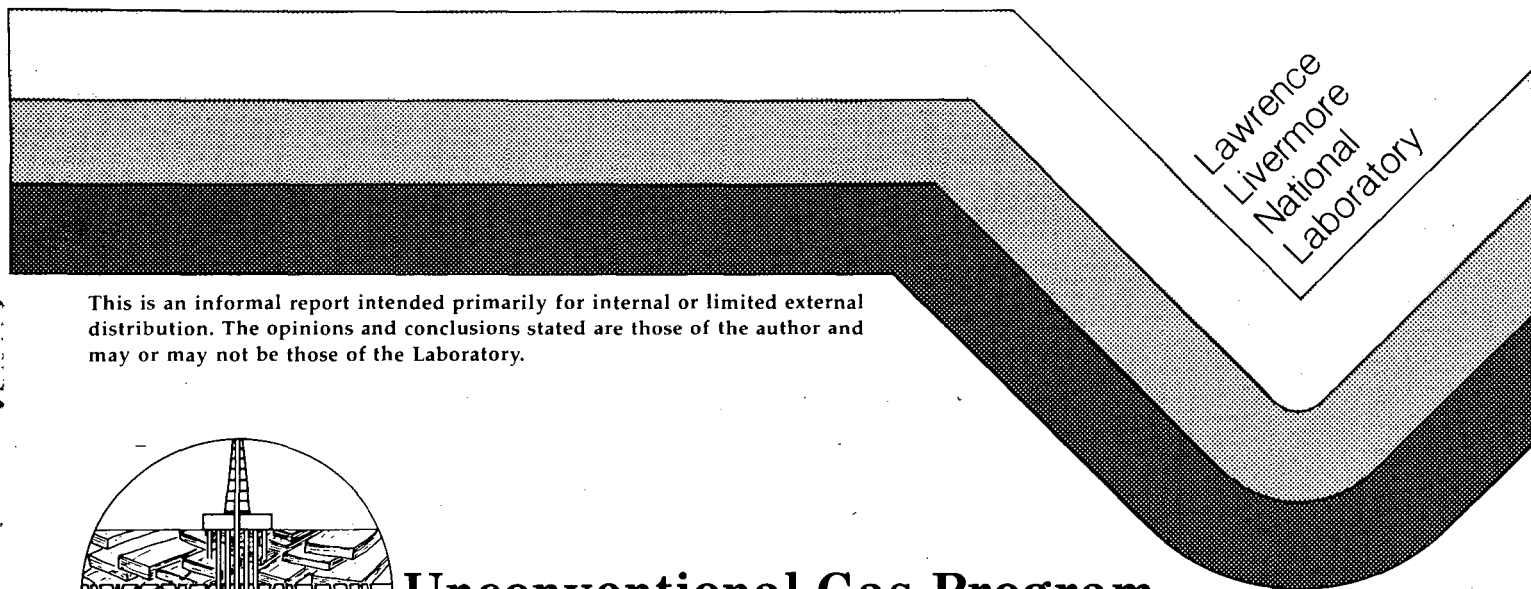 Lawrence
Livermore
National
Laboratory
This is an informal report intended primarily for internal or limited external
distribution. The opinions and conclusions stated are those of the author and
may or may not be those of the Laboratory.
Unconventional Gas Program